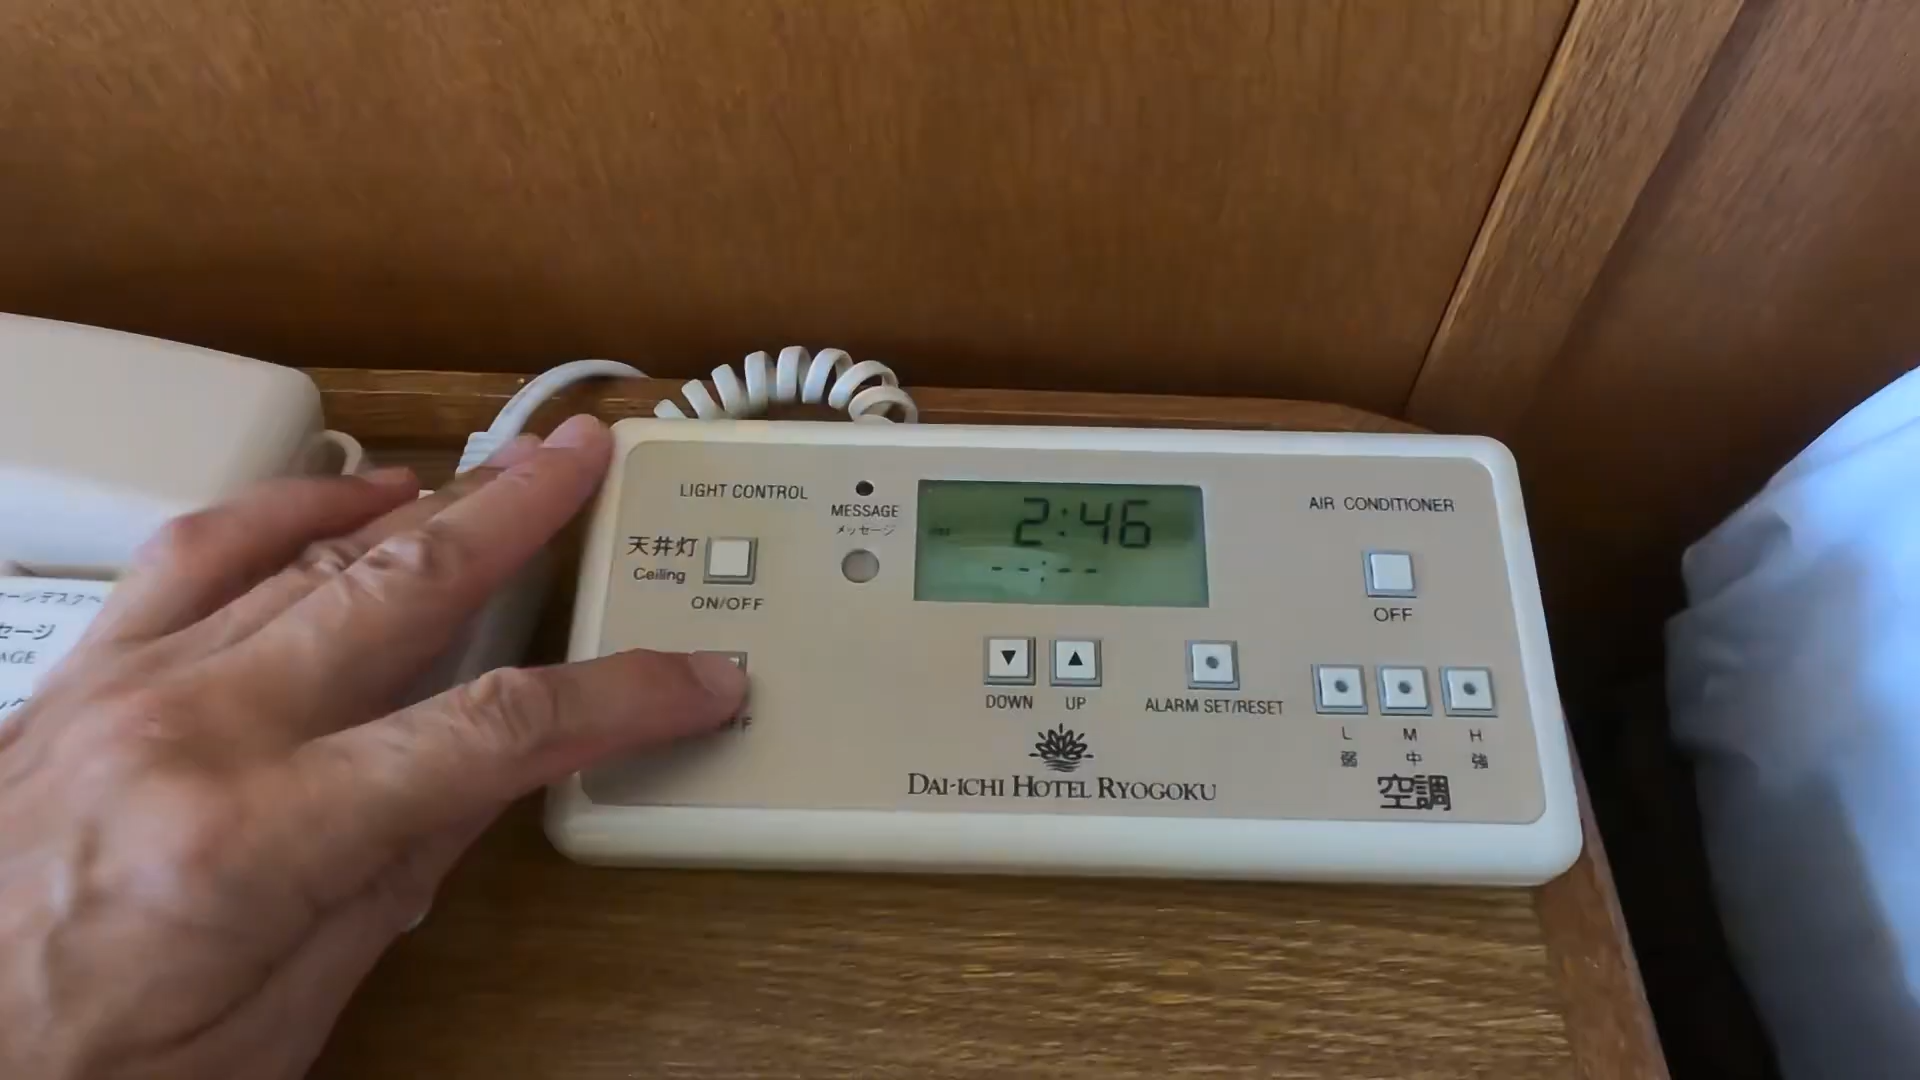 LIGHT CONTROL
天井灯
Ceiling
ON/OFF
MESSAGE
メッセージ
2:46
--:--
DOWN
UP
ALARM SET/RESET
AIR CONDITIONER
OFF
L
M
H
弱
中
強
空調
DAI-ICHI HOTEL RYOGOKU
セージ
AGE